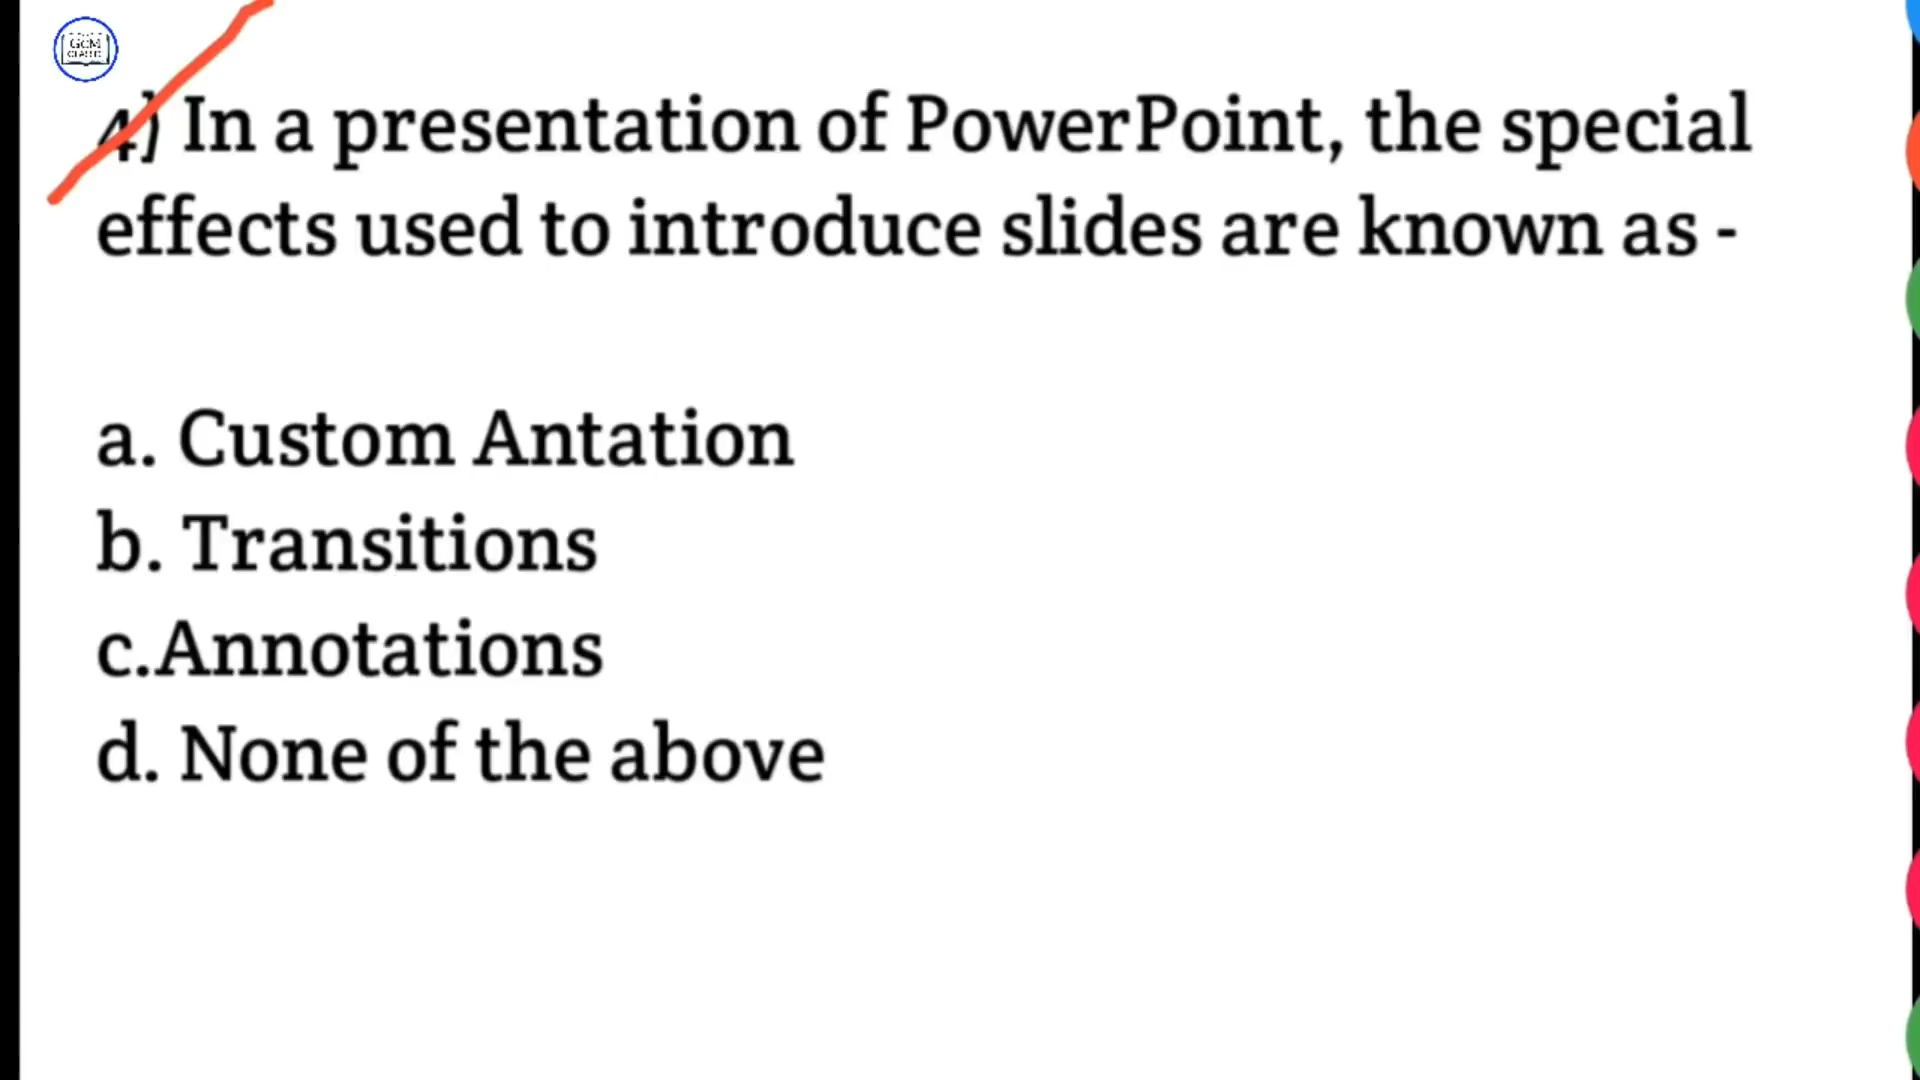 GCM
4) In a presentation of PowerPoint, the special
effects used to introduce slides are known as -
a. Custom Antation
b. Transitions
c.Annotations
d. None of the above